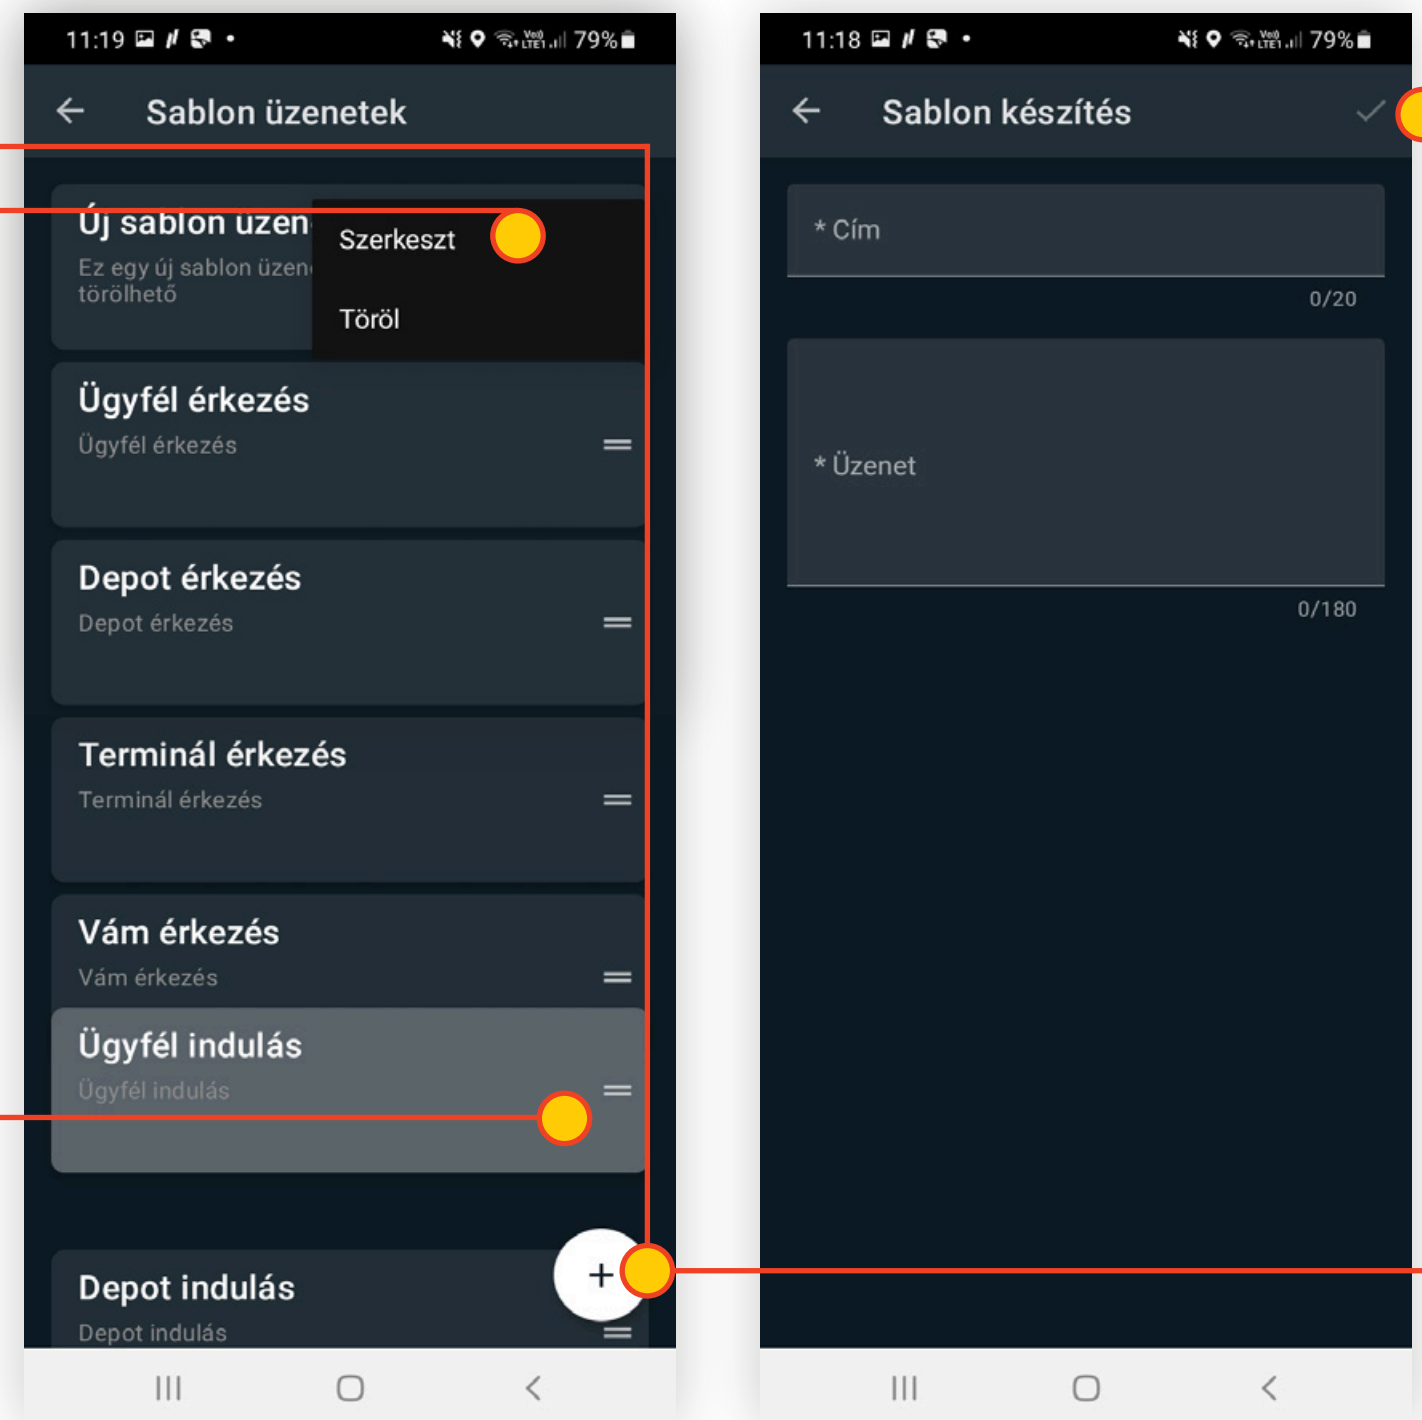 11:19
79%
Sablon üzenetek
Új sablon üzen
Ez egy új sablon üzen
törölhető
Szerkeszt
Töröl
Ügyfél érkezés
Ügyfél érkezés
Depot érkezés
Depot érkezés
Terminál érkezés
Terminál érkezés
Vám érkezés
Vám érkezés
Ügyfél indulás
Ügyfél indulás
Depot indulás
Depot indulás
11:18
79%
Sablon készítés
* Cím
0/20
* Üzenet
0/180